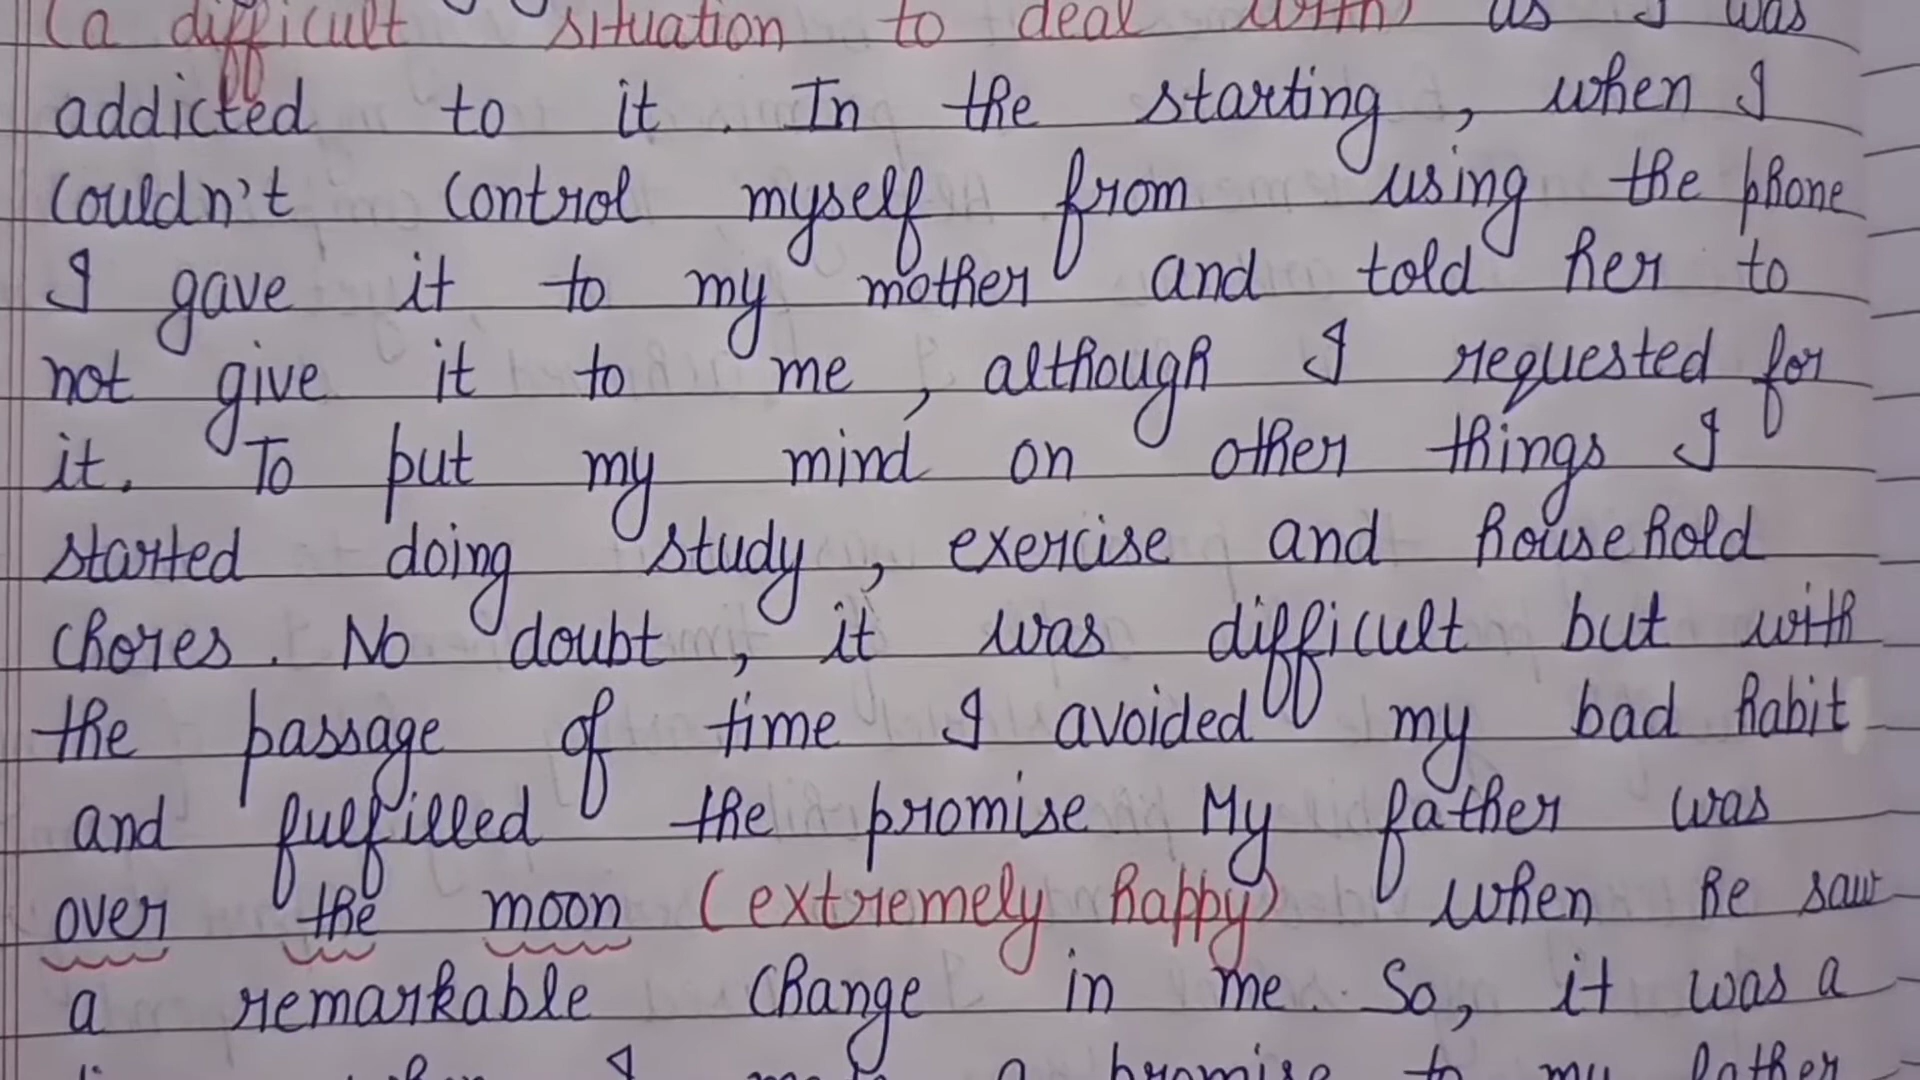 (a difficult situation to deal with) as I was
addicted to it. In the starting, when I
couldn't control myself from using the phone
I gave it to my mother and told her to
not give it to me, although I requested for
it. To put my mind on other things I
started doing study, exercise and household
chores. No doubt, it was difficult but with
the passage of time I avoided my bad habit
and fulfilled the promise My father was
over the moon (extremely happy) when he saw
a remarkable change in me. So, it was a
I a promise to my father